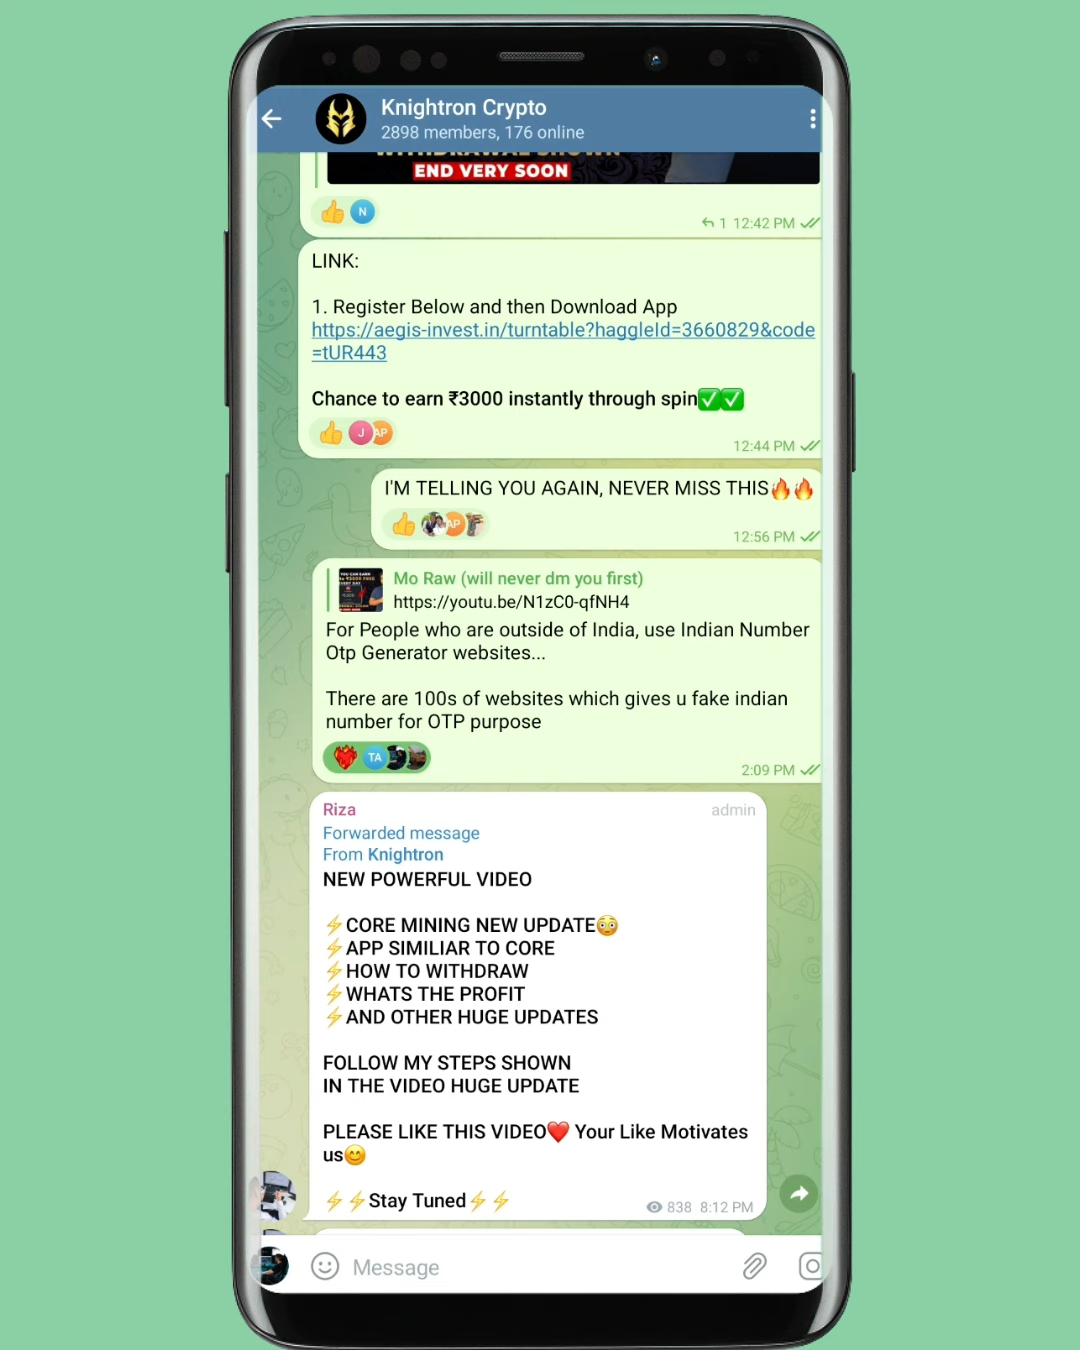 Knightron Crypto
2898 members, 176 online
WITHDRAWAL SHOWN
END VERY SOON
N
1 12:42 PM
LINK:
1. Register Below and then Download App
https://aegis-invest.in/turntable?haggleId=3660829&code
=tUR443
Chance to earn ₹3000 instantly through spin✅✅
J AP
12:44 PM
I'M TELLING YOU AGAIN, NEVER MISS THIS🔥🔥
AP
12:56 PM
Mo Raw (will never dm you first)
https://youtu.be/N1zC0-qfNH4
For People who are outside of India, use Indian Number
Otp Generator websites...
There are 100s of websites which gives u fake indian
number for OTP purpose
TA
2:09 PM
Riza admin
Forwarded message
From Knightron
NEW POWERFUL VIDEO
⚡CORE MINING NEW UPDATE😳
⚡APP SIMILIAR TO CORE
⚡HOW TO WITHDRAW
⚡WHATS THE PROFIT
⚡AND OTHER HUGE UPDATES
FOLLOW MY STEPS SHOWN
IN THE VIDEO HUGE UPDATE
PLEASE LIKE THIS VIDEO❤️ Your Like Motivates
us😊
⚡⚡Stay Tuned⚡⚡
838 8:12 PM
Message